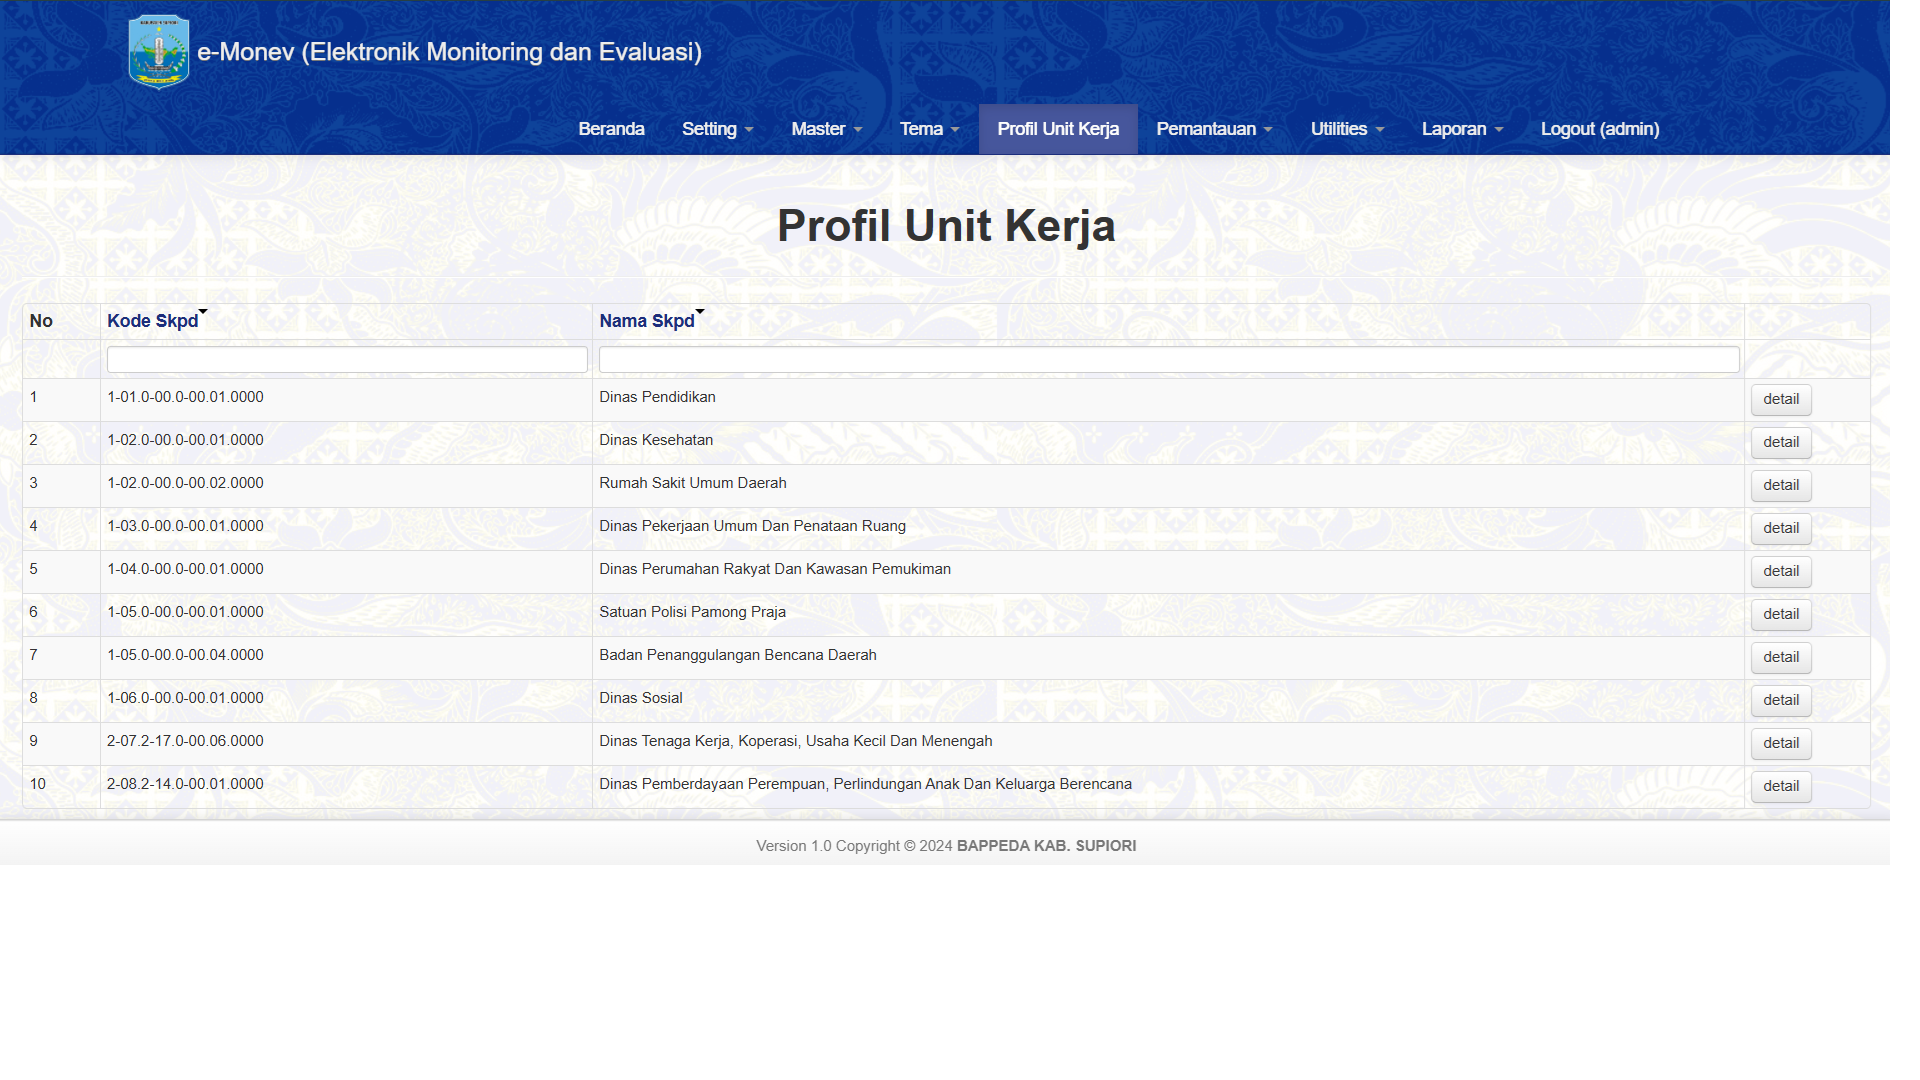 e-Monev (Elektronik Monitoring dan Evaluasi)
Beranda Setting Master Tema Profil Unit Kerja Pemantauan Utilities Laporan Logout (admin)
Profil Unit Kerja
No Kode Skpd Nama Skpd
1 1-01.0-00.0-00.01.0000 Dinas Pendidikan detail
2 1-02.0-00.0-00.01.0000 Dinas Kesehatan detail
3 1-02.0-00.0-00.02.0000 Rumah Sakit Umum Daerah detail
4 1-03.0-00.0-00.01.0000 Dinas Pekerjaan Umum Dan Penataan Ruang detail
5 1-04.0-00.0-00.01.0000 Dinas Perumahan Rakyat Dan Kawasan Pemukiman detail
6 1-05.0-00.0-00.01.0000 Satuan Polisi Pamong Praja detail
7 1-05.0-00.0-00.04.0000 Badan Penanggulangan Bencana Daerah detail
8 1-06.0-00.0-00.01.0000 Dinas Sosial detail
9 2-07.2-17.0-00.06.0000 Dinas Tenaga Kerja, Koperasi, Usaha Kecil Dan Menengah detail
10 2-08.2-14.0-00.01.0000 Dinas Pemberdayaan Perempuan, Perlindungan Anak Dan Keluarga Berencana detail
Version 1.0 Copyright © 2024 BAPPEDA KAB. SUPIORI